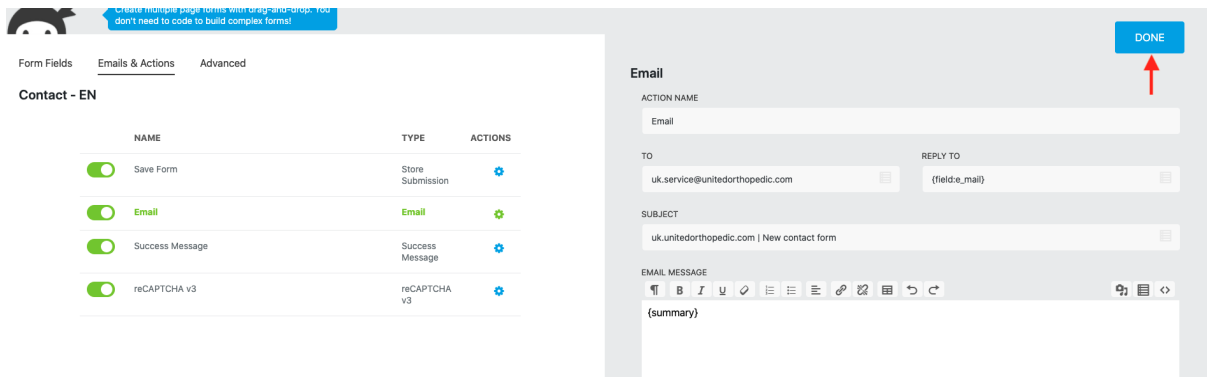 Create multiple page forms with drag-and-drop. You
don't need to code to build complex forms!
DONE
Form Fields Emails & Actions Advanced
Contact - EN
NAME TYPE ACTIONS
Save Form Store
Submission
Email Email
Success Message Success
Message
reCAPTCHA v3 reCAPTCHA
v3
Email
ACTION NAME
Email
TO REPLY TO
uk.service@unitedorthopedic.com {field:e_mail}
SUBJECT
uk.unitedorthopedic.com | New contact form
EMAIL MESSAGE
{summary}